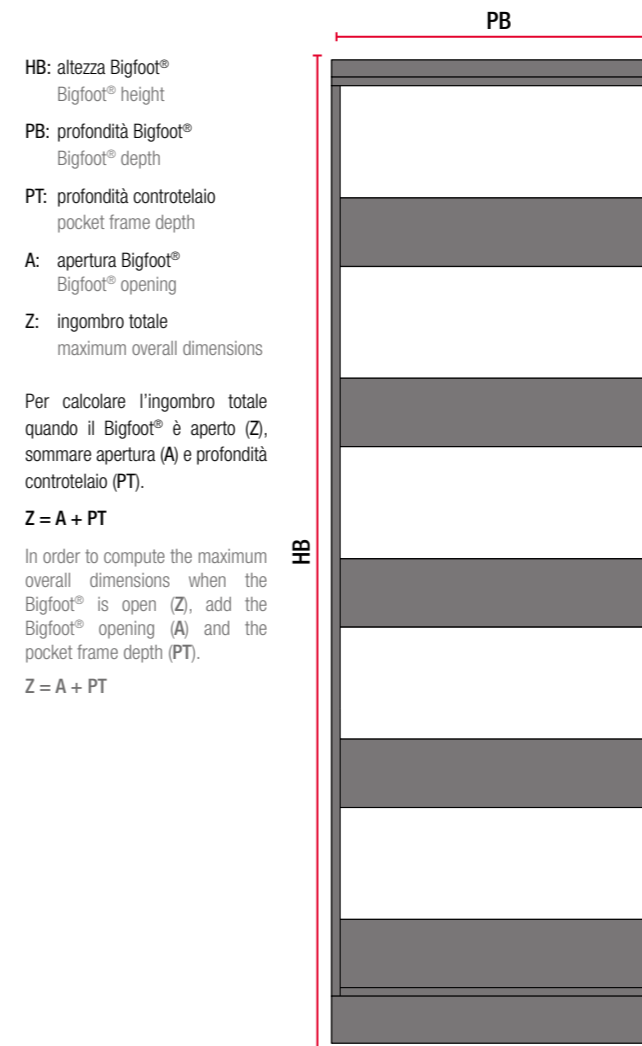 PB
HB: altezza Bigfoot®
Bigfoot® height
PB: profondità Bigfoot®
Bigfoot® depth
PT: profondità controtelaio
pocket frame depth
A: apertura Bigfoot®
Bigfoot® opening
Z: ingombro totale
maximum overall dimensions
Per calcolare l’ingombro totale
quando il Bigfoot® è aperto (Z),
sommare apertura (A) e profondità
controtelaio (PT).
Z = A + PT
In order to compute the maximum
overall dimensions when the
Bigfoot® is open (Z), add the
Bigfoot® opening (A) and the
pocket frame depth (PT).
Z = A + PT
HB